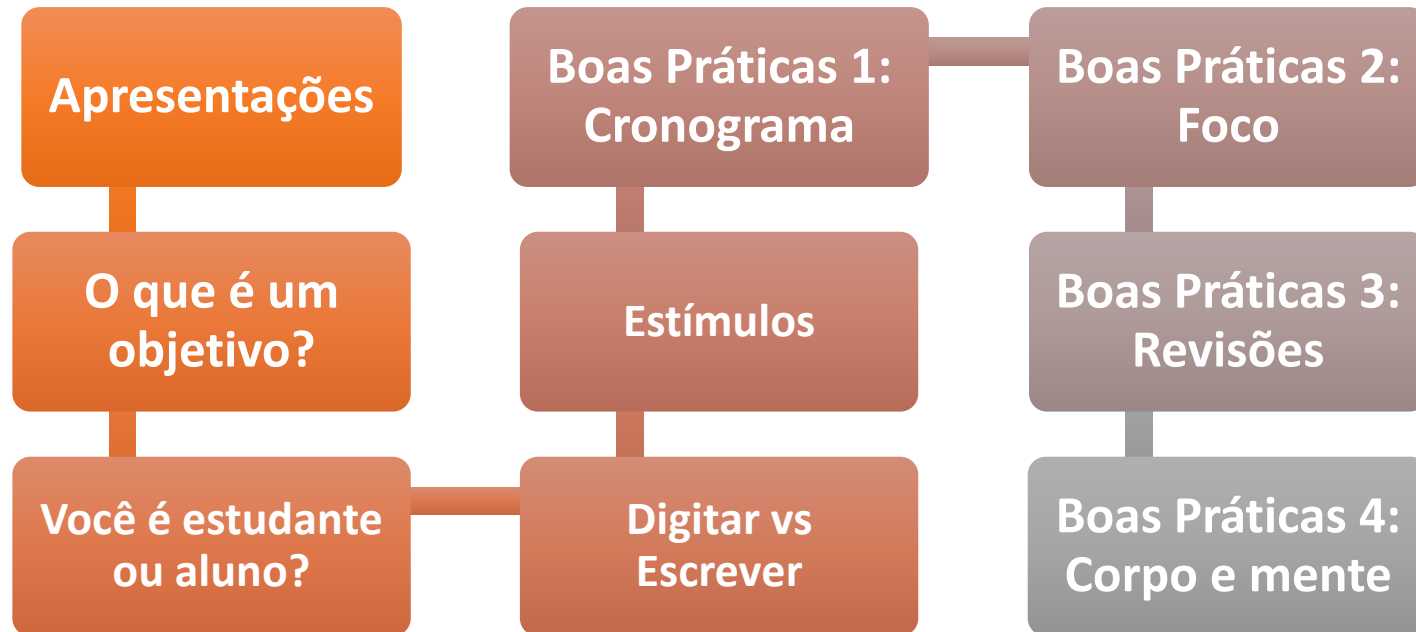 Apresentações
O que é um
objetivo?
Você é estudante
ou aluno?
Digitar vs
Escrever
Estímulos
Boas Práticas 1:
Cronograma
Boas Práticas 2:
Foco
Boas Práticas 3:
Revisões
Boas Práticas 4:
Corpo e mente